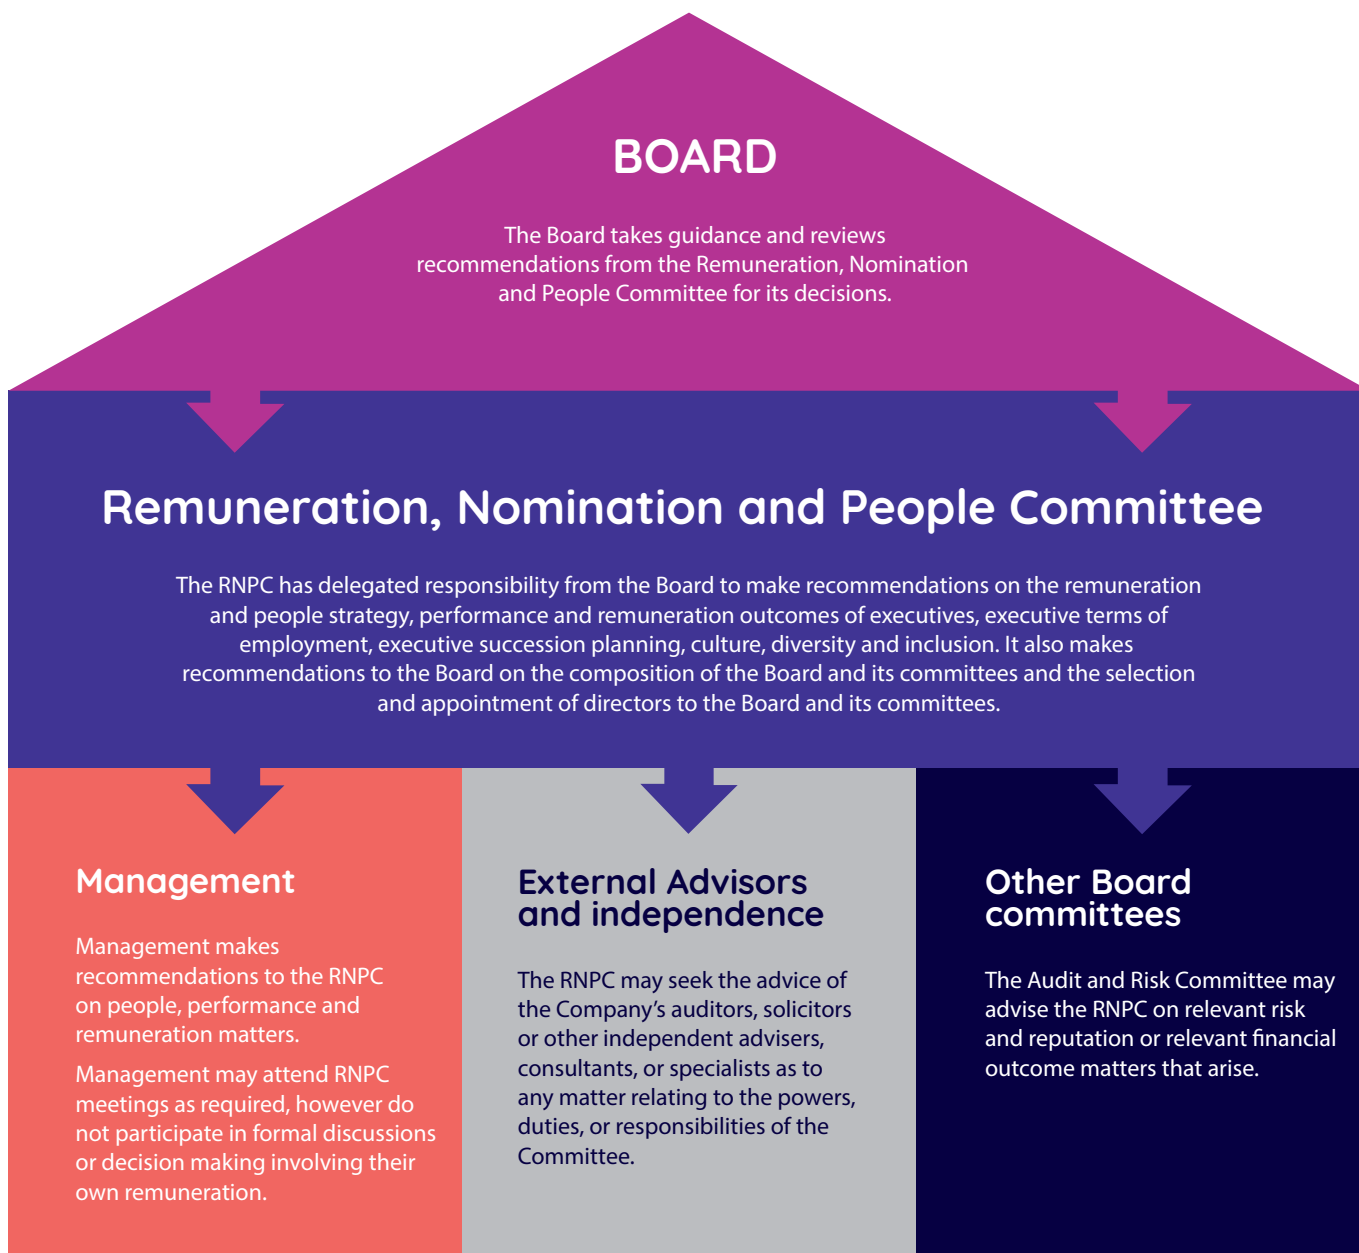 BOARD
The Board takes guidance and reviews
recommendations from the Remuneration, Nomination
and People Committee for its decisions.
Remuneration, Nomination and People Committee
The RNPC has delegated responsibility from the Board to make recommendations on the remuneration
and people strategy, performance and remuneration outcomes of executives, executive terms of
employment, executive succession planning, culture, diversity and inclusion. It also makes
recommendations to the Board on the composition of the Board and its committees and the selection
and appointment of directors to the Board and its committees.
Management
Management makes
recommendations to the RNPC
on people, performance and
remuneration matters.
Management may attend RNPC
meetings as required, however do
not participate in formal discussions
or decision making involving their
own remuneration.
External Advisors
and independence
The RNPC may seek the advice of
the Company’s auditors, solicitors
or other independent advisers,
consultants, or specialists as to
any matter relating to the powers,
duties, or responsibilities of the
Committee.
Other Board
committees
The Audit and Risk Committee may
advise the RNPC on relevant risk
and reputation or relevant financial
outcome matters that arise.